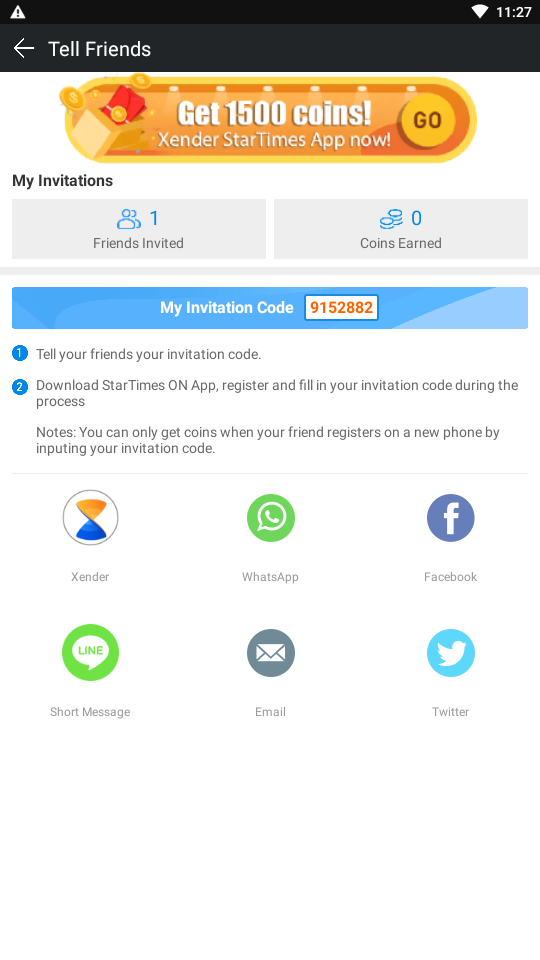 11:27
Tell Friends
Get 1500 coins!
Xender StarTimes App now!
GO
My Invitations
1
Friends Invited
0
Coins Earned
My Invitation Code 9152882
1 Tell your friends your invitation code.
2 Download StarTimes ON App, register and fill in your invitation code during the
process
Notes: You can only get coins when your friend registers on a new phone by
inputing your invitation code.
Xender
WhatsApp
Facebook
LINE
Short Message
Email
Twitter